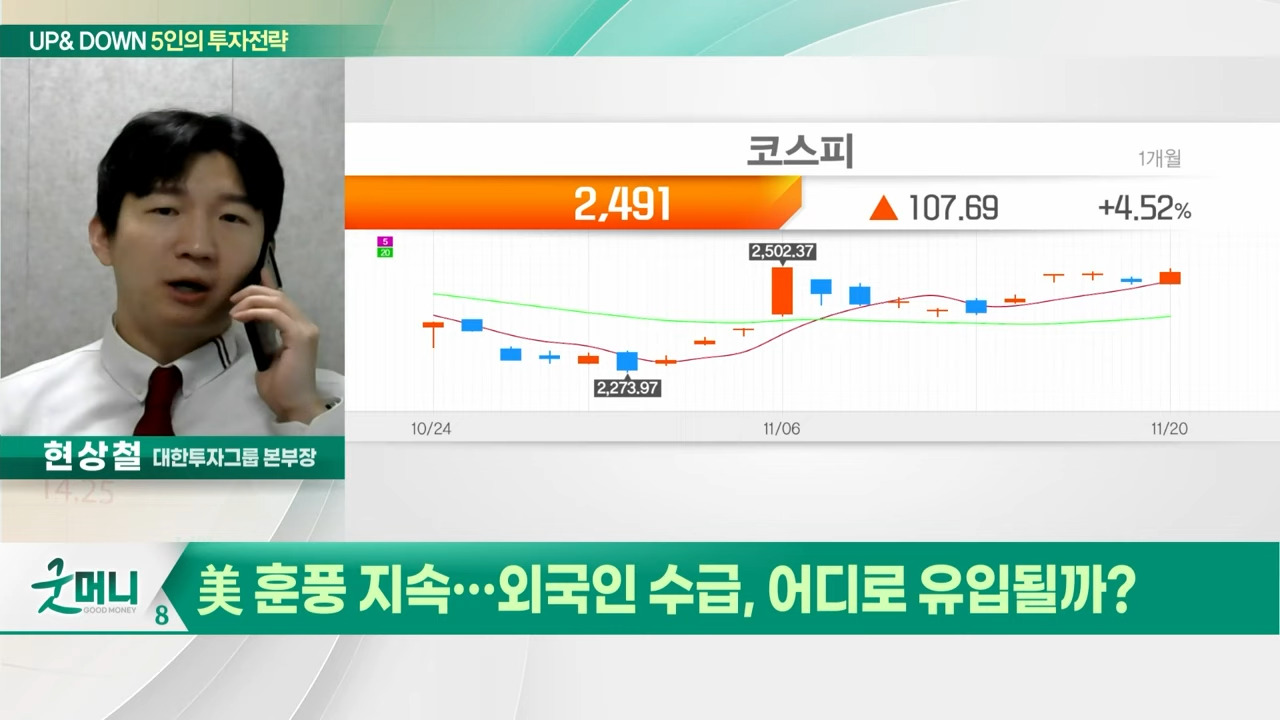 UP& DOWN 5인의 투자전략
코스피
1개월
2,491
▲ 107.69
+4.52%
5
20
2,502.37
2,273.97
10/24
11/06
11/20
현상철 대한투자그룹 본부장
14.25
굿머니
GOOD MONEY
8
美 훈풍 지속…외국인 수급, 어디로 유입될까?